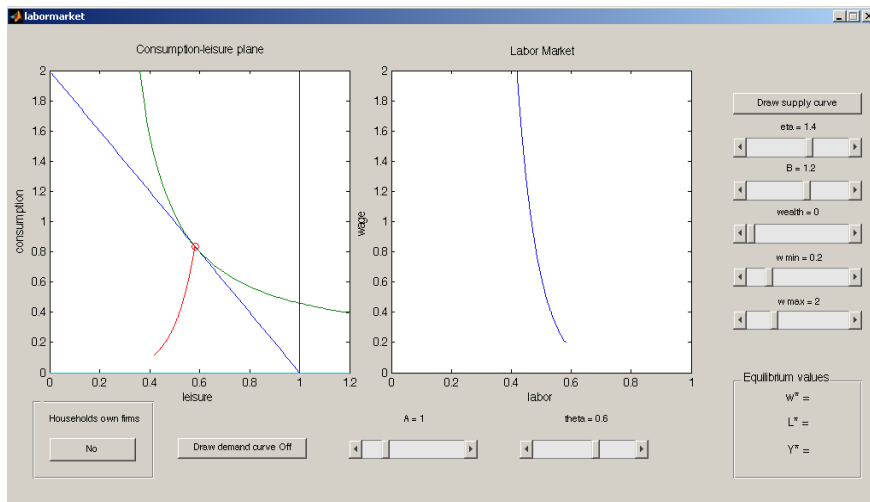 labormarket
Consumption-leisure plane
Labor Market
2
1.8
1.6
1.4
1.2
1
0.8
0.6
0.4
0.2
0
consumption
0 0.2 0.4 0.6 0.8 1 1.2
leisure
2
1.8
1.6
1.4
1.2
1
0.8
0.6
0.4
0.2
0
wage
0 0.2 0.4 0.6 0.8 1
labor
Draw supply curve
eta = 1.4
B = 1.2
wealth = 0
w min = 0.2
w max = 2
Households own firms
No
Draw demand curve Off
A = 1
theta = 0.6
Equilibrium values
w* =
L* =
Y* =